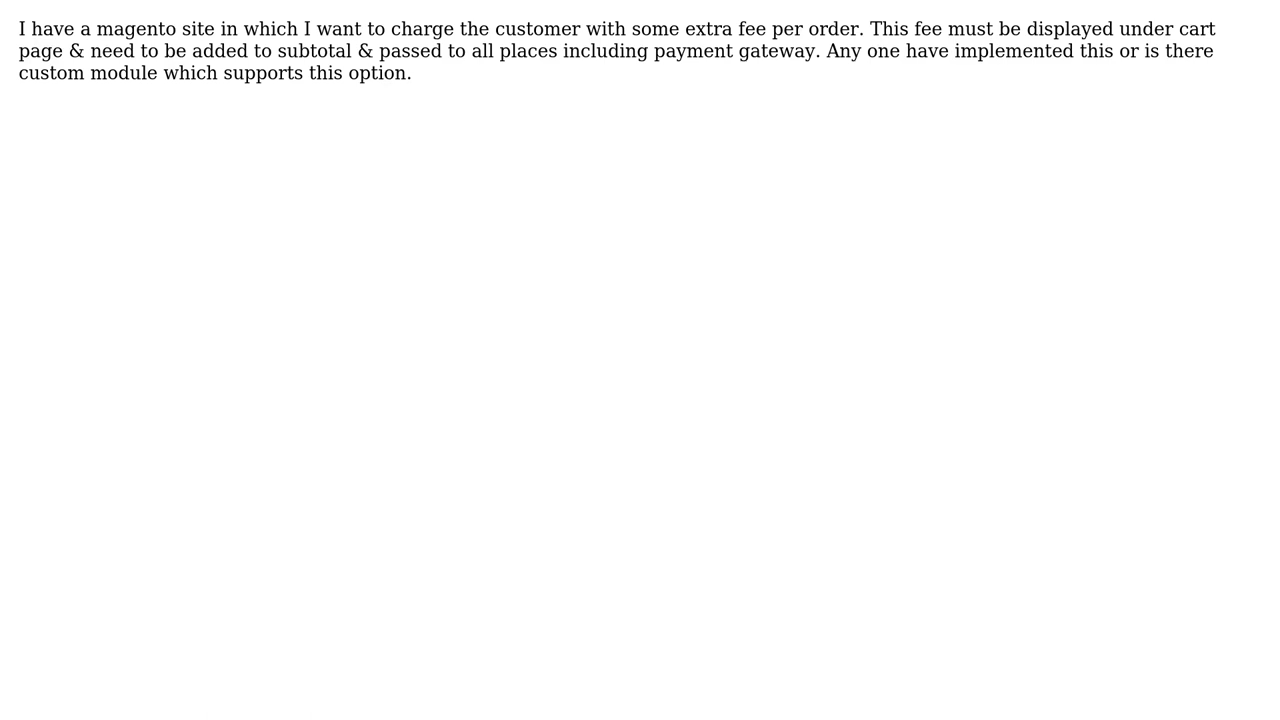 I have a magento site in which I want to charge the customer with some extra fee per order. This fee must be displayed under cart
page & need to be added to subtotal & passed to all places including payment gateway. Any one have implemented this or is there
custom module which supports this option.